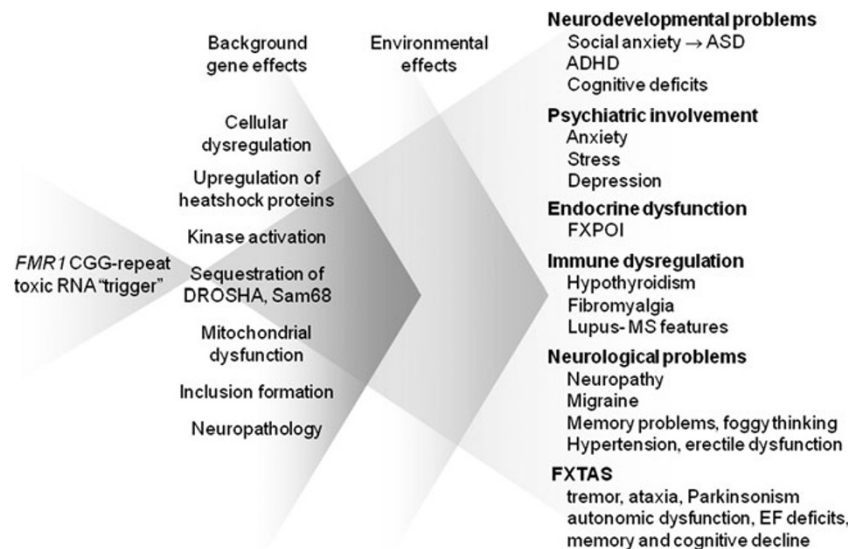 Background
gene effects
Cellular
dysregulation
Upregulation of
heatshock proteins
Kinase activation
FMR1 CGG-repeat
toxic RNA “trigger”
Sequestration of
DROSHA, Sam68
Mitochondrial
dysfunction
Inclusion formation
Neuropathology
Environmental
effects
Neurodevelopmental problems
Social anxiety → ASD
ADHD
Cognitive deficits
Psychiatric involvement
Anxiety
Stress
Depression
Endocrine dysfunction
FXPOI
Immune dysregulation
Hypothyroidism
Fibromyalgia
Lupus- MS features
Neurological problems
Neuropathy
Migraine
Memory problems, foggy thinking
Hypertension, erectile dysfunction
FXTAS
tremor, ataxia, Parkinsonism
autonomic dysfunction, EF deficits,
memory and cognitive decline